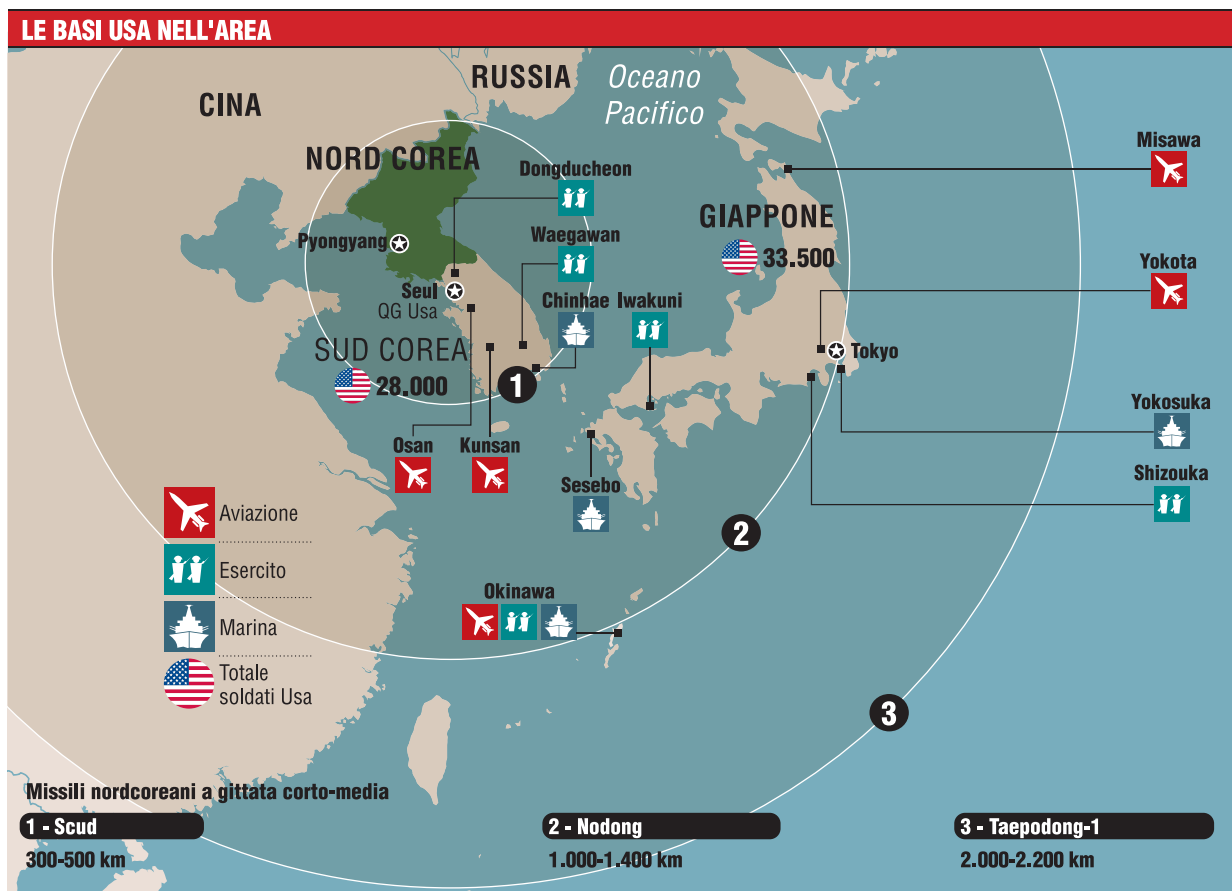 LE BASI USA NELL'AREA
RUSSIA
Oceano
Pacifico
CINA
NORD COREA
Dongducheon
Misawa
Waegawan
GIAPPONE
33.500
Pyongyang
Yokota
Seul
QG Usa
Chinhae
Iwakuni
SUD COREA
28.000
Tokyo
1
Yokosuka
Osan
Kunsan
Sesebo
Shizouka
2
Aviazione
Esercito
Okinawa
Marina
Totale
soldati Usa
3
Missili nordcoreani a gittata corto-media
1 - Scud
300-500 km
2 - Nodong
1.000-1.400 km
3 - Taepodong-1
2.000-2.200 km